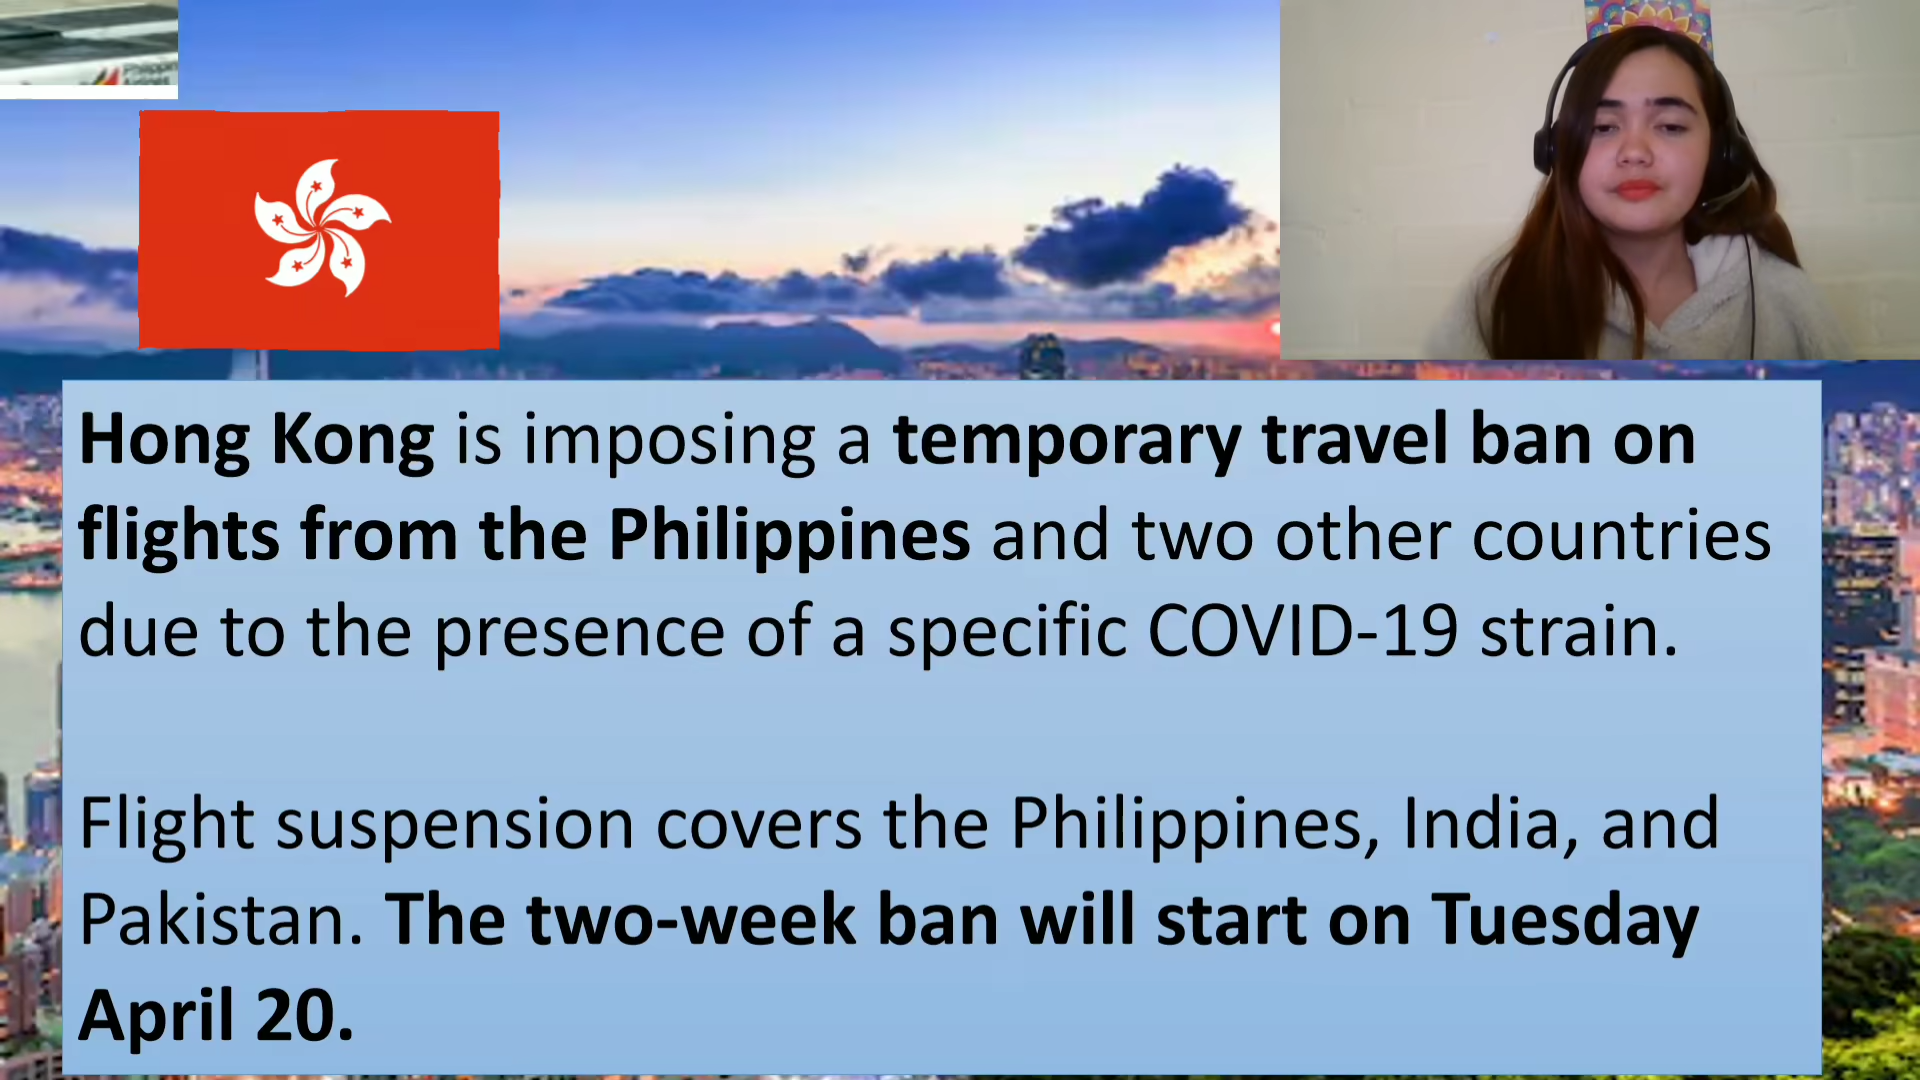 Hong Kong is imposing a temporary travel ban on
flights from the Philippines and two other countries
due to the presence of a specific COVID-19 strain.
Flight suspension covers the Philippines, India, and
Pakistan. The two-week ban will start on Tuesday
April 20.